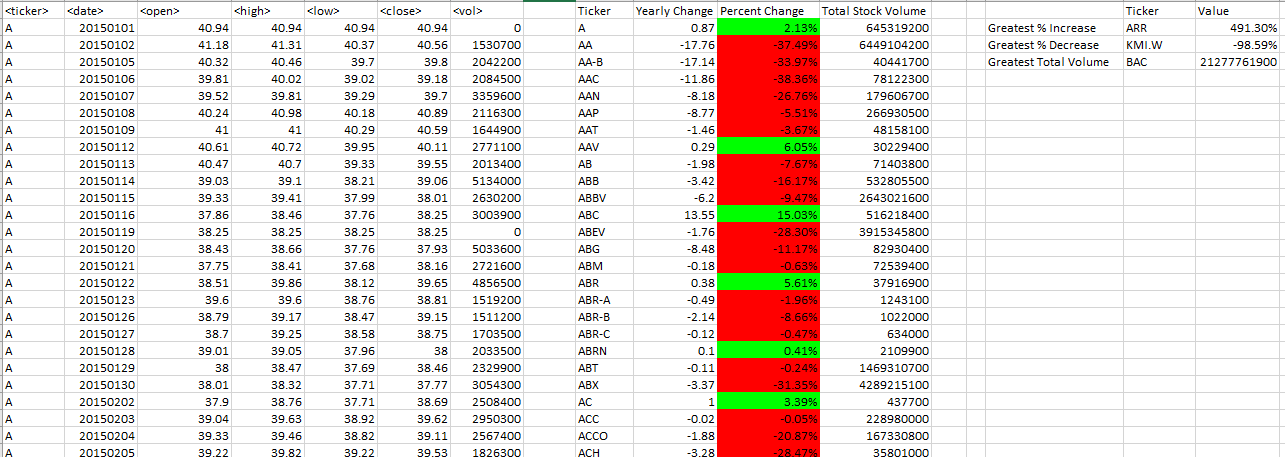 <ticker> <date> <open> <high> <low> <close> <vol> Ticker Yearly Change Percent Change Total Stock Volume Ticker Value
A 20150101 40.94 40.94 40.94 40.94 0 A 0.87 2.13% 645319200 Greatest % Increase ARR 491.30%
A 20150102 41.18 41.31 40.37 40.56 1530700 AA -17.76 -37.49% 6449104200 Greatest % Decrease KMI.W -98.59%
A 20150105 40.32 40.46 39.7 39.8 2042200 AA-B -17.14 -33.97% 40441700 Greatest Total Volume BAC 21277761900
A 20150106 39.81 40.02 39.02 39.18 2084500 AAC -11.86 -38.36% 78122300
A 20150107 39.52 39.81 39.29 39.7 3359600 AAN -8.18 -26.76% 179606700
A 20150108 40.24 40.98 40.18 40.89 2116300 AAP -8.77 -5.51% 266930500
A 20150109 41 41 40.29 40.59 1644900 AAT -1.46 -3.67% 48158100
A 20150112 40.61 40.72 39.95 40.11 2771100 AAV 0.29 6.05% 30229400
A 20150113 40.47 40.7 39.33 39.55 2013400 AB -1.98 -7.67% 71403800
A 20150114 39.03 39.1 38.21 39.06 5134000 ABB -3.42 -16.17% 532805500
A 20150115 39.33 39.41 37.99 38.01 2630200 ABBV -6.2 -9.47% 2643021600
A 20150116 37.86 38.46 37.76 38.25 3003900 ABC 13.55 15.03% 516218400
A 20150119 38.25 38.25 38.25 38.25 0 ABEV -1.76 -28.30% 3915345800
A 20150120 38.43 38.66 37.76 37.93 5033600 ABG -8.48 -11.17% 82930400
A 20150121 37.75 38.41 37.68 38.16 2721600 ABM -0.18 -0.63% 72539400
A 20150122 38.51 39.86 38.12 39.65 4856500 ABR 0.38 5.61% 37916900
A 20150123 39.6 39.6 38.76 38.81 1519200 ABR-A -0.49 -1.96% 1243100
A 20150126 38.79 39.17 38.47 39.15 1511200 ABR-B -2.14 -8.66% 1022000
A 20150127 38.7 39.25 38.58 38.75 1703500 ABR-C -0.12 -0.47% 634000
A 20150128 39.01 39.05 37.96 38 2033500 ABRN 0.1 0.41% 2109900
A 20150129 38 38.47 37.69 38.46 2329900 ABT -0.11 -0.24% 1469310700
A 20150130 38.01 38.32 37.71 37.77 3054300 ABX -3.37 -31.35% 4289215100
A 20150202 37.9 38.76 37.71 38.69 2508400 AC 1 3.39% 437700
A 20150203 39.04 39.63 38.92 39.62 2950300 ACC -0.02 -0.05% 228980000
A 20150204 39.33 39.46 38.82 39.11 2567400 ACCO -1.88 -20.87% 167330800
A 20150205 39.22 39.82 39.22 39.53 1826300 ACH -3.28 -28.47% 35801000